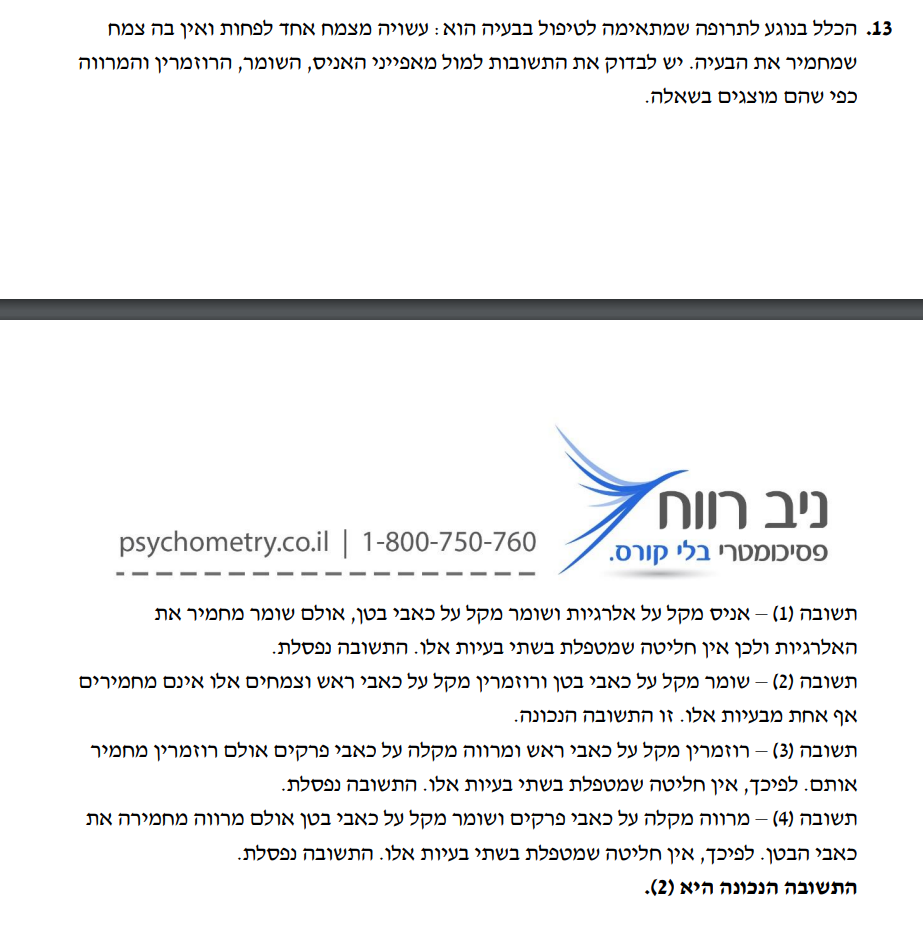 13. הכלל בנוגע לתרופה שמתאימה לטיפול בבעיה הוא: עשויה מצמח אחד לפחות ואין בה צמח
שמחמיר את הבעיה. יש לבדוק את התשובות למול מאפייני האניס, השומר, הרוזמרין והמרווה
כפי שהם מוצגים בשאלה.
ניב רווח
פסיכומטרי בלי קורס.
psychometry.co.il | 1-800-750-760
תשובה (1) – אניס מקל על אלרגיות ושומר מקל על כאבי בטן, אולם שומר מחמיר את
האלרגיות ולכן אין חליטה שמטפלת בשתי בעיות אלו. התשובה נפסלת.
תשובה (2) – שומר מקל על כאבי בטן ורוזמרין מקל על כאבי ראש וצמחים אלו אינם מחמירים
אף אחת מבעיות אלו. זו התשובה הנכונה.
תשובה (3) – רוזמרין מקל על כאבי ראש ומרווה מקלה על כאבי פרקים אולם רוזמרין מחמיר
אותם. לפיכך, אין חליטה שמטפלת בשתי בעיות אלו. התשובה נפסלת.
תשובה (4) – מרווה מקלה על כאבי פרקים ושומר מקל על כאבי בטן אולם מרווה מחמירה את
כאבי הבטן. לפיכך, אין חליטה שמטפלת בשתי בעיות אלו. התשובה נפסלת.
התשובה הנכונה היא (2).